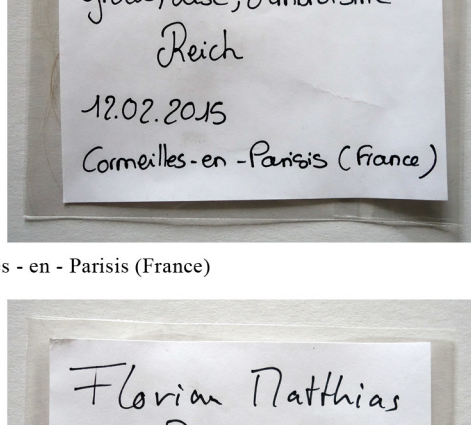 Reich
12.02.2015
Cormeilles-en-Parisis (France)
s - en - Parisis (France)
Florian Matthias